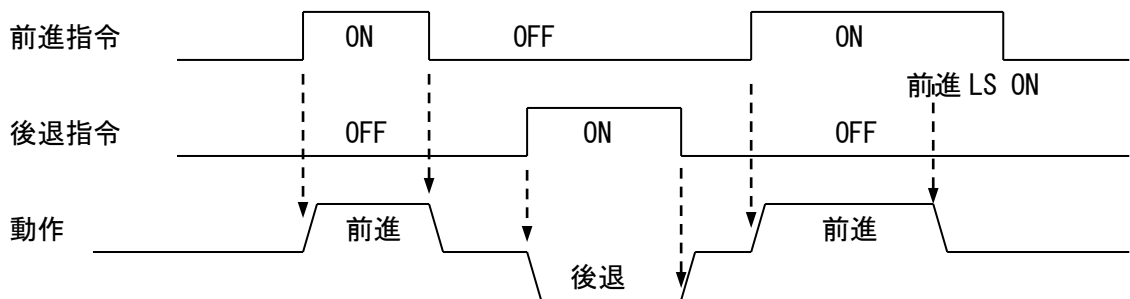 前進指令 ON OFF ON
前進 LS ON
後退指令 OFF ON OFF
動作 前進 前進
後退